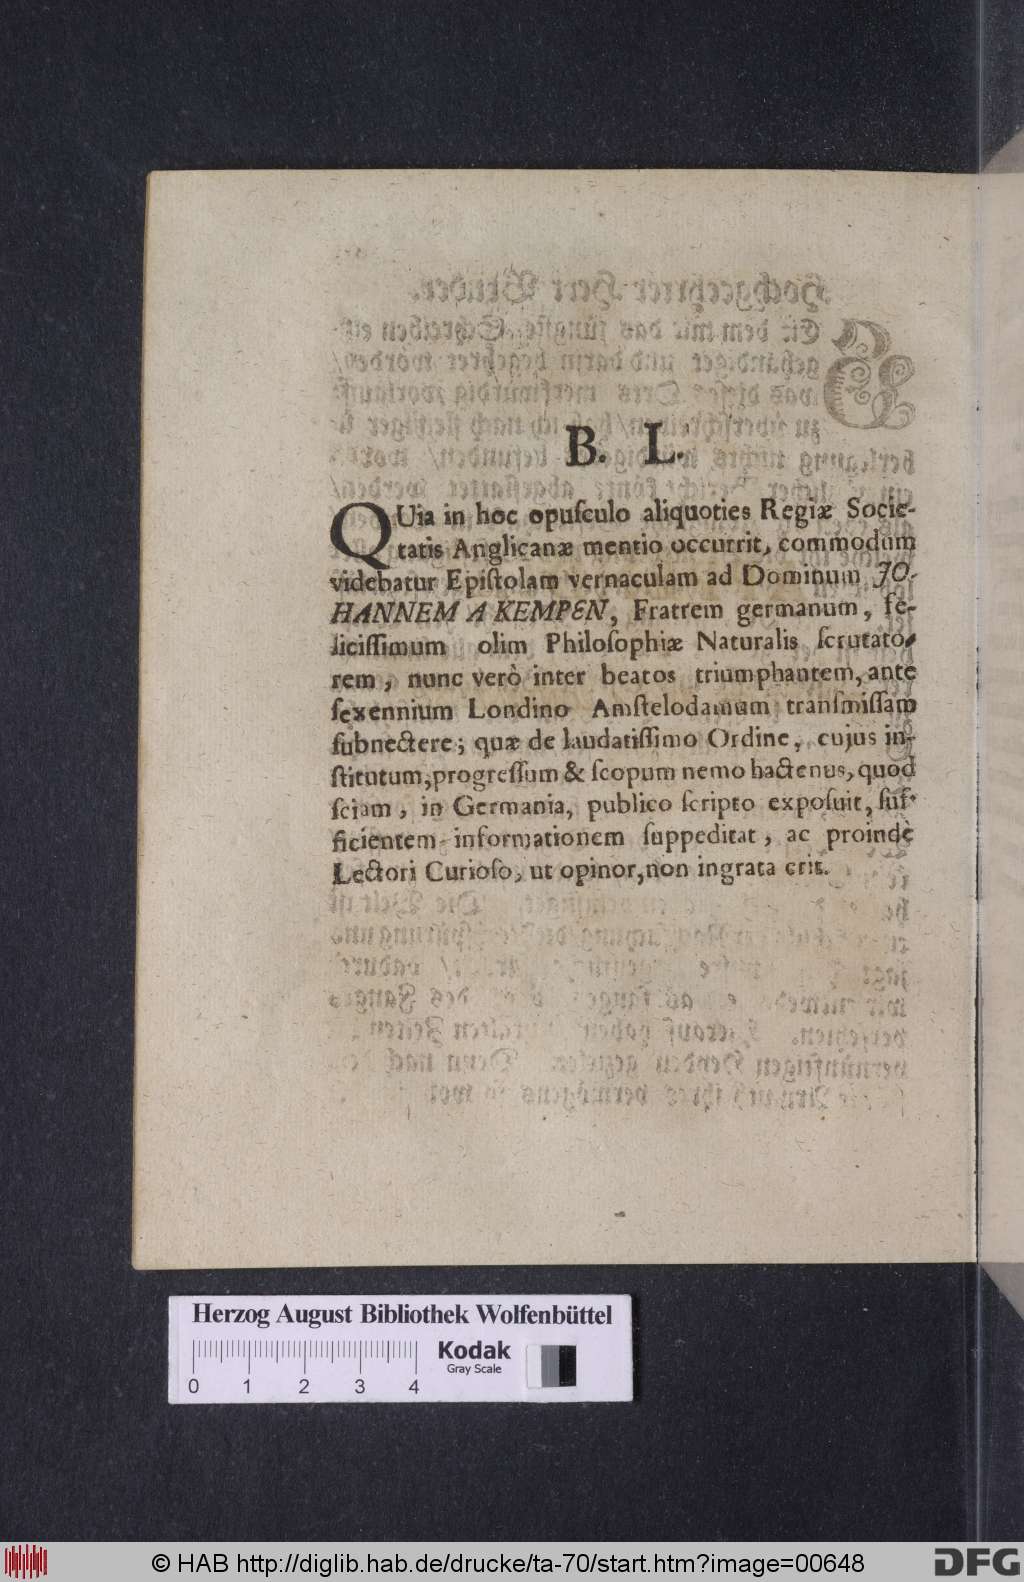 B. L.
QUia in hoc opuſculo aliquoties Regiæ Socie-
tatis Anglicanæ mentio occurrit, commodum
videbatur Epiſtolam vernaculam ad Dominum JO-
HANNEM A KEMPEN, Fratrem germanum, fe-
liciſſimum olim Philoſophiæ Naturalis ſcrutato-
rem, nunc verò inter beatos triumphantem, ante
ſexennium Londino Amſtelodamum tranſmiſſam
ſubnectere; quæ de laudatiſſimo Ordine, cujus in-
ſtitutum, progreſſum & ſcopum nemo hactenus, quod
ſciam, in Germania, publico ſcripto expoſuit, ſuf-
ficientem informationem ſuppeditat, ac proinde
Lectori Curioſo, ut opinor, non ingrata erit.
Herzog August Bibliothek Wolfenbüttel
Kodak
Gray Scale
0 1 2 3 4
© HAB http://diglib.hab.de/drucke/ta-70/start.htm?image=00648
DFG